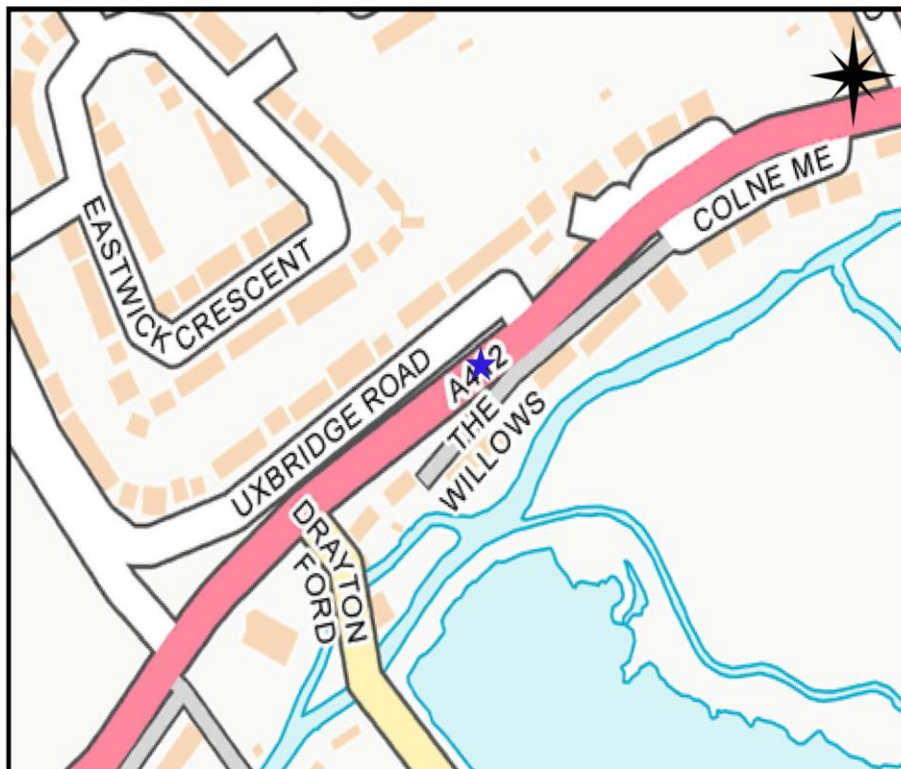 EASTWICK
CRESCENT
COLNE ME
UXBRIDGE ROAD
THE
WILLOWS
DRAYTON
FORD